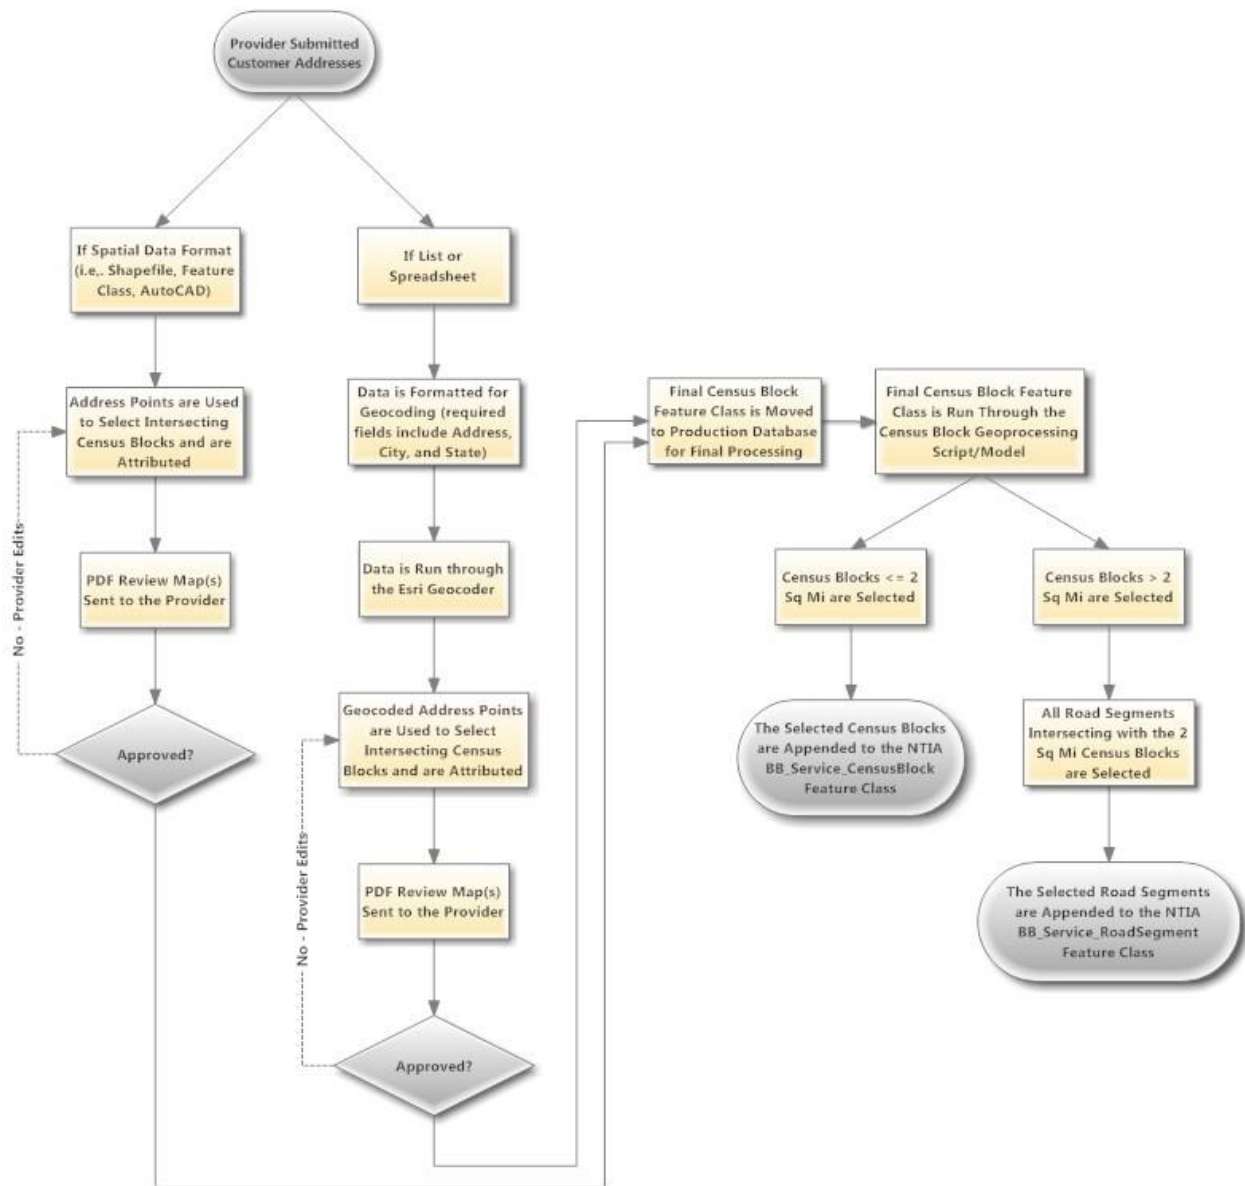 Provider Submitted
Customer Addresses
If Spatial Data Format
(i.e,. Shapefile, Feature
Class, AutoCAD)
If List or
Spreadsheet
Address Points are Used
to Select Intersecting
Census Blocks and are
Attributed
Data is Formatted for
Geocoding (required
fields include Address,
City, and State)
Final Census Block
Feature Class is Moved
to Production Database
for Final Processing
Final Census Block Feature
Class is Run Through the
Census Block Geoprocessing
Script/Model
No - Provider Edits
PDF Review Map(s)
Sent to the Provider
Data is Run through
the Esri Geocoder
Census Blocks <= 2
Sq Mi are Selected
Census Blocks > 2
Sq Mi are Selected
Approved?
Geocoded Address Points
are Used to Select
Intersecting Census
Blocks and are Attributed
The Selected Census Blocks
are Appended to the NTIA
BB_Service_CensusBlock
Feature Class
All Road Segments
Intersecting with the 2
Sq Mi Census Blocks
are Selected
No - Provider Edits
PDF Review Map(s)
Sent to the Provider
The Selected Road Segments
are Appended to the NTIA
BB_Service_RoadSegment
Feature Class
Approved?